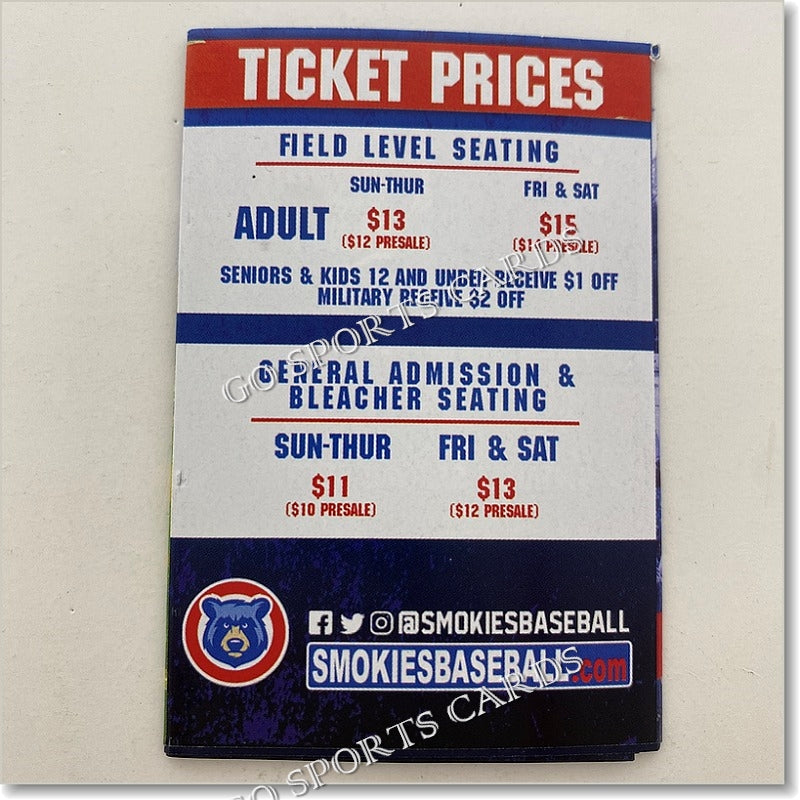 TICKET PRICES
FIELD LEVEL SEATING
SUN-THUR FRI & SAT
ADULT $13 $15
($12 PRESALE) ($14 PRESALE)
SENIORS & KIDS 12 AND UNDER RECEIVE $1 OFF
MILITARY RECEIVE $2 OFF
GENERAL ADMISSION &
BLEACHER SEATING
SUN-THUR FRI & SAT
$11 $13
($10 PRESALE) ($12 PRESALE)
@SMOKIESBASEBALL
SMOKIESBASEBALL.com
GO SPORTS CARDS
GO SPORTS CARDS